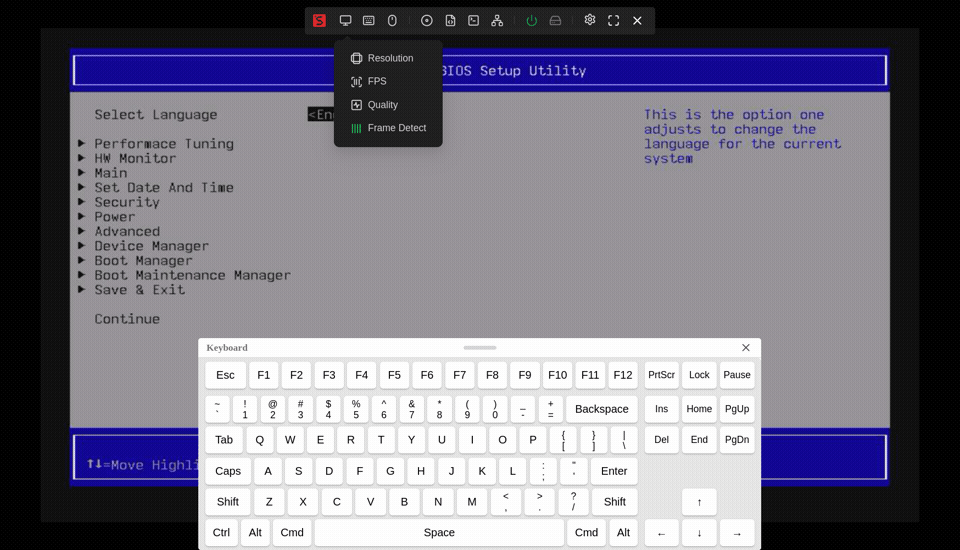 S
Resolution
FPS
Quality
Frame Detect
BIOS Setup Utility
Select Language
<En
Performace Tuning
HW Monitor
Main
Set Date And Time
Security
Power
Advanced
Device Manager
Boot Manager
Boot Maintenance Manager
Save & Exit
Continue
This is the option one
adjusts to change the
language for the current
system
↑↓=Move Highli
Keyboard
Esc F1 F2 F3 F4 F5 F6 F7 F8 F9 F10 F11 F12 PrtScr Lock Pause
~ ! @ # $ % ^ & * ( ) _ +
` 1 2 3 4 5 6 7 8 9 0 - = Backspace Ins Home PgUp
Tab Q W E R T Y U I O P { [ } ] | \ Del End PgDn
Caps A S D F G H J K L : ; " ' Enter
Shift Z X C V B N M < , > . ? / Shift ↑
Ctrl Alt Cmd Space Cmd Alt ← ↓ →